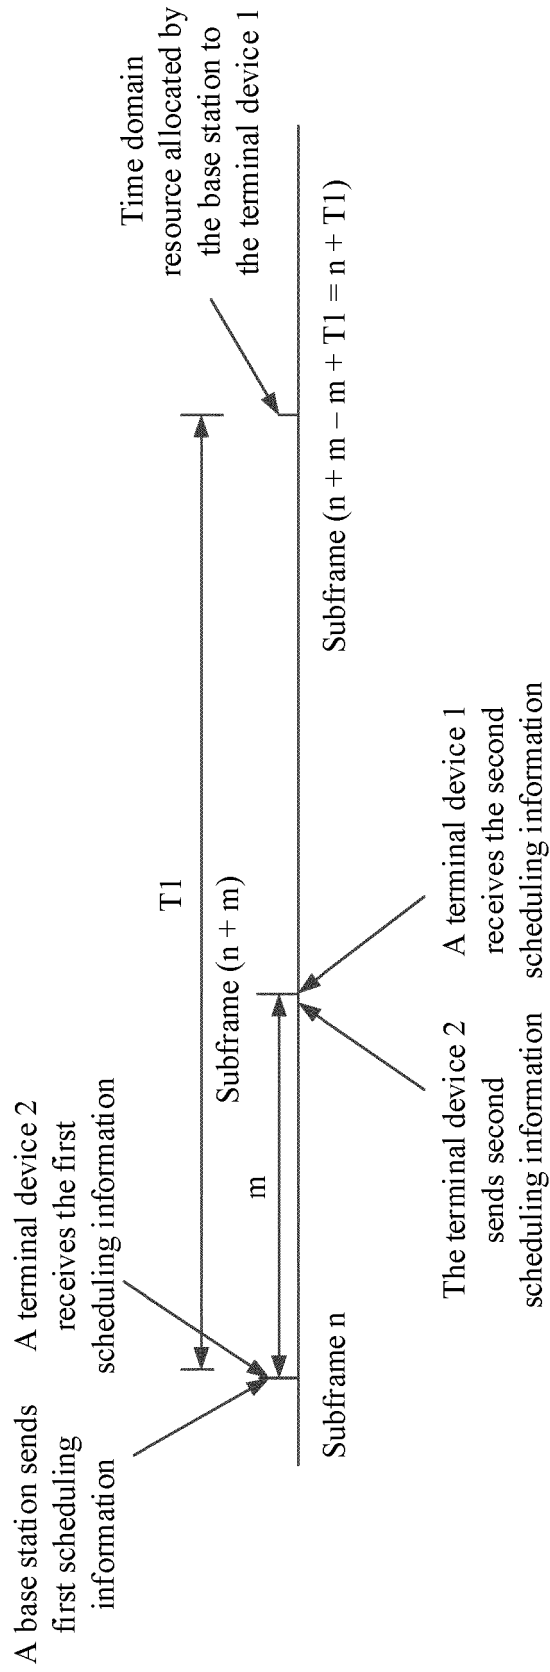 A base station sends
first scheduling
information
A terminal device 2
receives the first
scheduling information
T1
Time domain
resource allocated by
the base station to
the terminal device 1
m
Subframe (n + m)
Subframe n
Subframe (n + m – m + T1 = n + T1)
The terminal device 2
sends second
scheduling information
A terminal device 1
receives the second
scheduling information